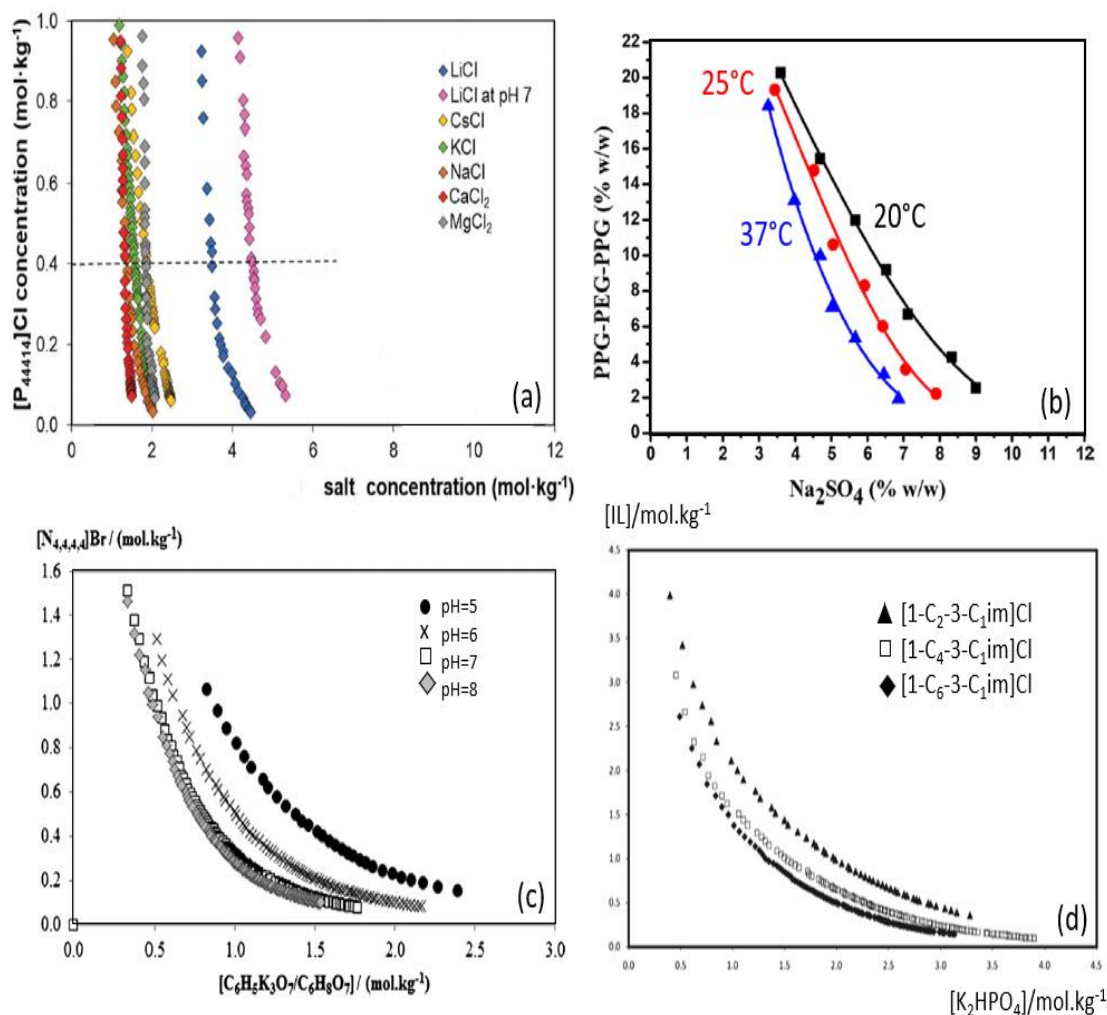 [P₄₄₄₁₄]Cl concentration (mol·kg⁻¹)
1.0
0.8
0.6
0.4
0.2
0.0
0 2 4 6 8 10 12
salt concentration (mol·kg⁻¹)
LiCl
LiCl at pH 7
CsCl
KCl
NaCl
CaCl₂
MgCl₂
(a)
PPG-PEG-PPG (% w/w)
22
20
18
16
14
12
10
8
6
4
2
0
0 1 2 3 4 5 6 7 8 9 10 11 12
Na₂SO₄ (% w/w)
25°C
37°C
20°C
(b)
[N₄,₄,₄,₄]Br / (mol.kg⁻¹)
1.6
1.4
1.2
1.0
0.8
0.6
0.4
0.2
0.0
0.0 0.5 1.0 1.5 2.0 2.5 3.0
[C₆H₅K₃O₇/C₆H₈O₇]/ (mol.kg⁻¹)
pH=5
pH=6
pH=7
pH=8
(c)
[IL]/mol.kg⁻¹
4.5
4.0
3.5
3.0
2.5
2.0
1.5
1.0
0.5
0.0
0.0 0.5 1.0 1.5 2.0 2.5 3.0 3.5 4.0 4.5
[K₂HPO₄]/mol.kg⁻¹
[1-C₂-3-C₁im]Cl
[1-C₄-3-C₁im]Cl
[1-C₆-3-C₁im]Cl
(d)